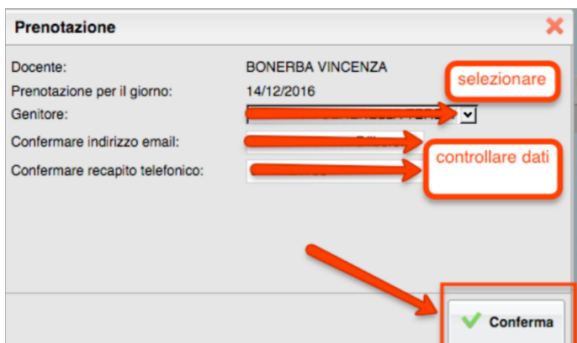 Prenotazione
Docente: BONERBA VINCENZA
selezionare
Prenotazione per il giorno: 14/12/2016
Genitore:
Confermare indirizzo email:
controllare dati
Confermare recapito telefonico:
Conferma